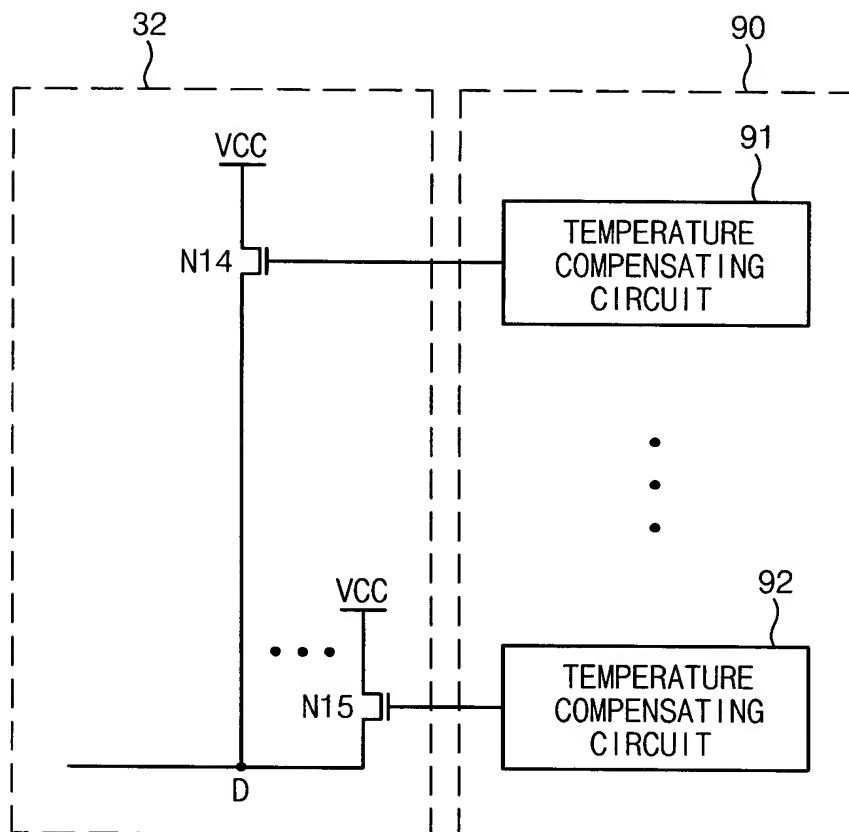 32
90
VCC
91
N14
TEMPERATURE
COMPENSATING
CIRCUIT
VCC
92
N15
TEMPERATURE
COMPENSATING
CIRCUIT
D